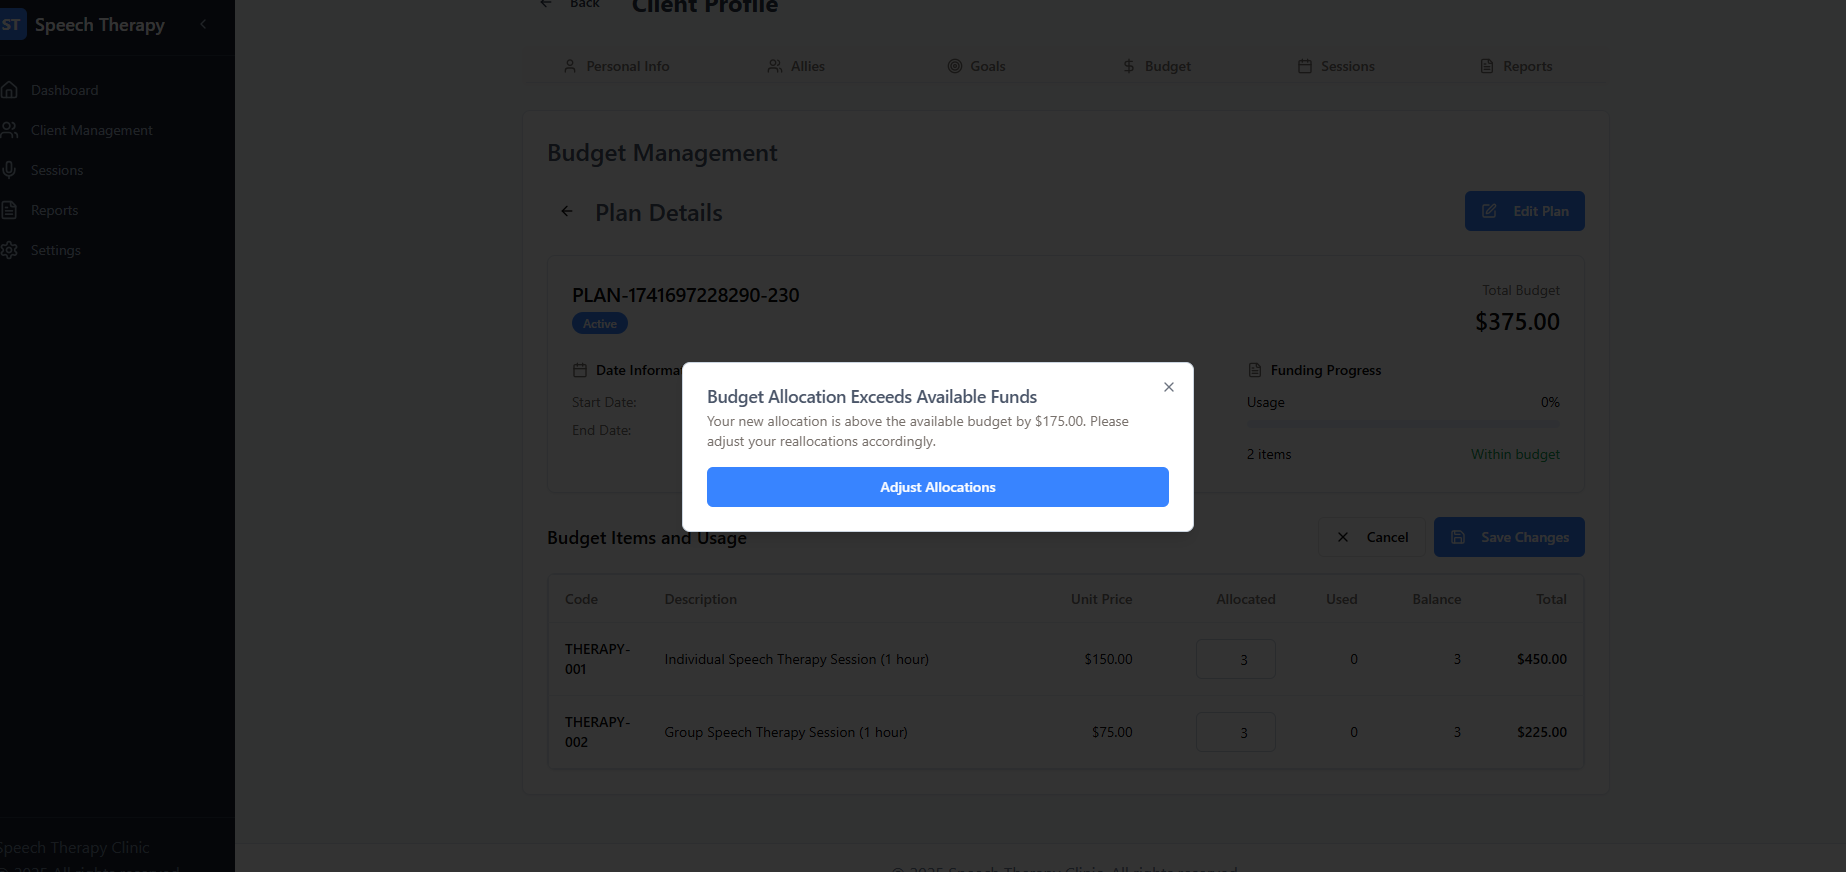 ST Speech Therapy
Dashboard
Client Management
Sessions
Reports
Settings
Speech Therapy Clinic
Back Client Profile
Personal Info Allies Goals Budget Sessions Reports
Budget Management
Plan Details Edit Plan
PLAN-1741697228290-230
Active
Total Budget
$375.00
Date Informa
Start Date:
End Date:
Funding Progress
Usage 0%
2 items Within budget
Budget Allocation Exceeds Available Funds
Your new allocation is above the available budget by $175.00. Please
adjust your reallocations accordingly.
Adjust Allocations
Budget Items and Usage Cancel Save Changes
Code Description Unit Price Allocated Used Balance Total
THERAPY-
001 Individual Speech Therapy Session (1 hour) $150.00 3 0 3 $450.00
THERAPY-
002 Group Speech Therapy Session (1 hour) $75.00 3 0 3 $225.00
© 2025 Speech Therapy Clinic. All rights reserved.